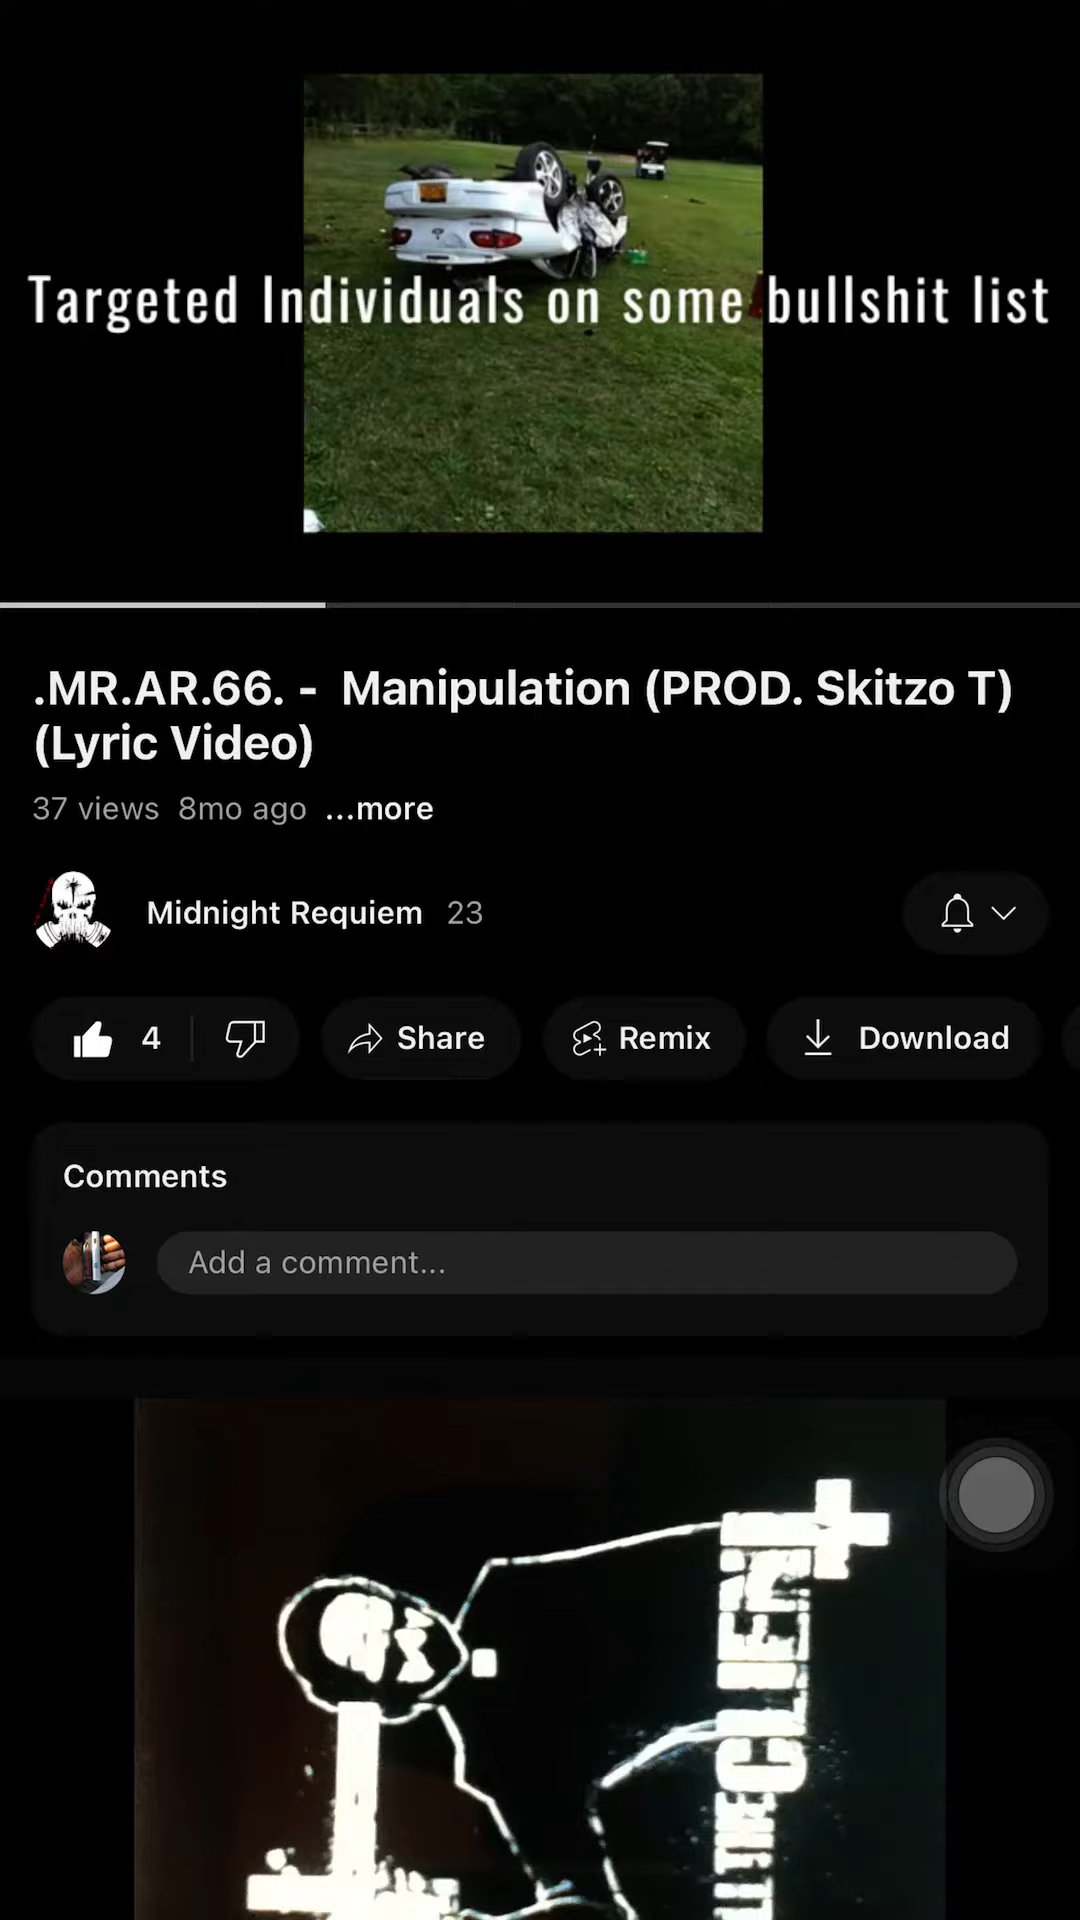 Targeted Individuals on some bullshit list
.MR.AR.66. - Manipulation (PROD. Skitzo T)
(Lyric Video)
37 views 8mo ago ...more
Midnight Requiem 23
4 Share Remix Download
Comments
Add a comment...